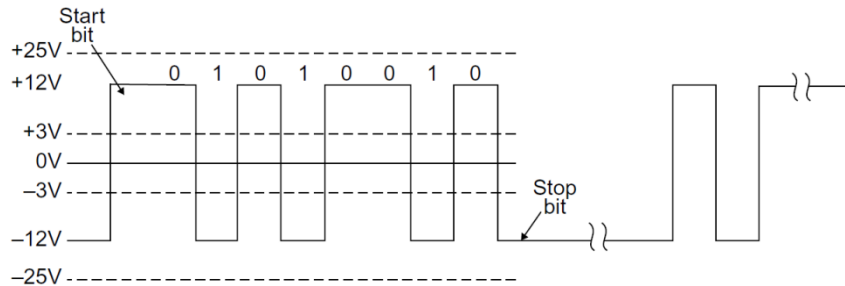 Start
bit
+25V
0 1 0 1 0 0 1 0
+12V
+3V
0V
–3V
Stop
bit
–12V
–25V